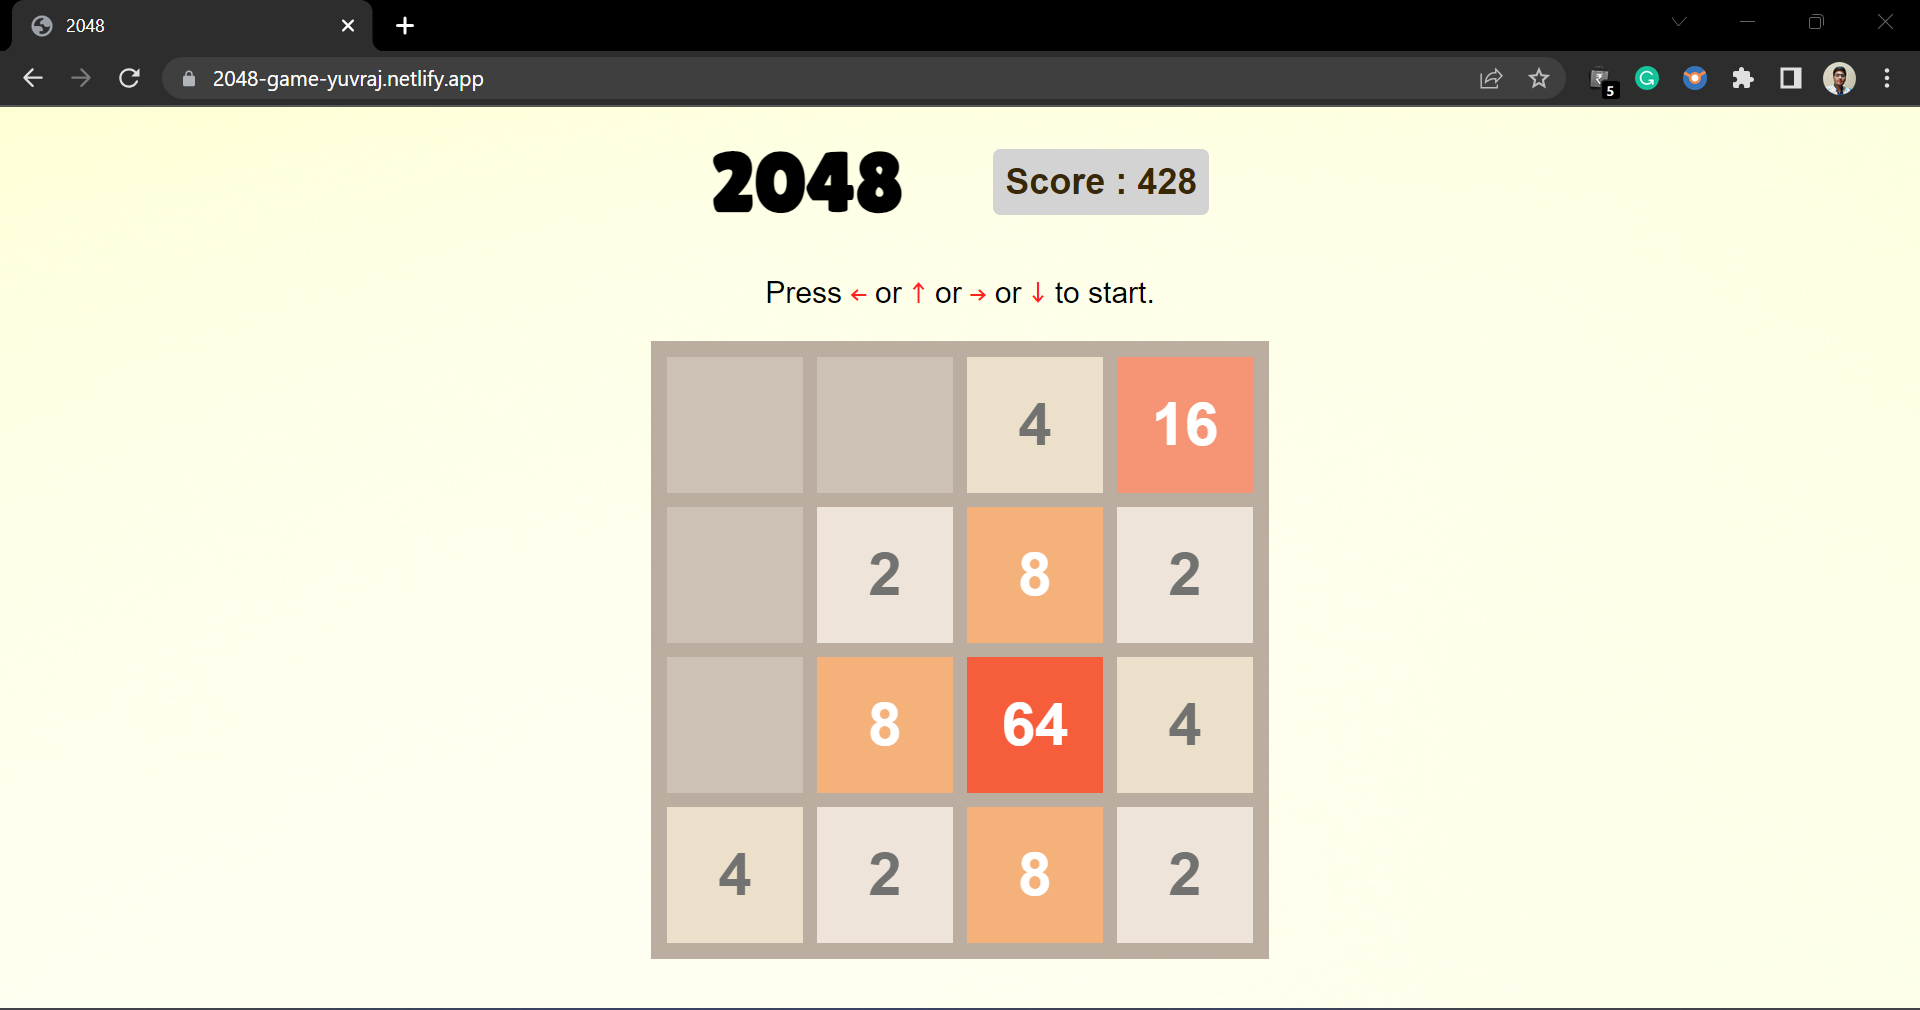 2048
2048-game-yuvraj.netlify.app
5
2048
Score : 428
Press ← or ↑ or → or ↓ to start.
4 16
2 8 2
8 64 4
4 2 8 2